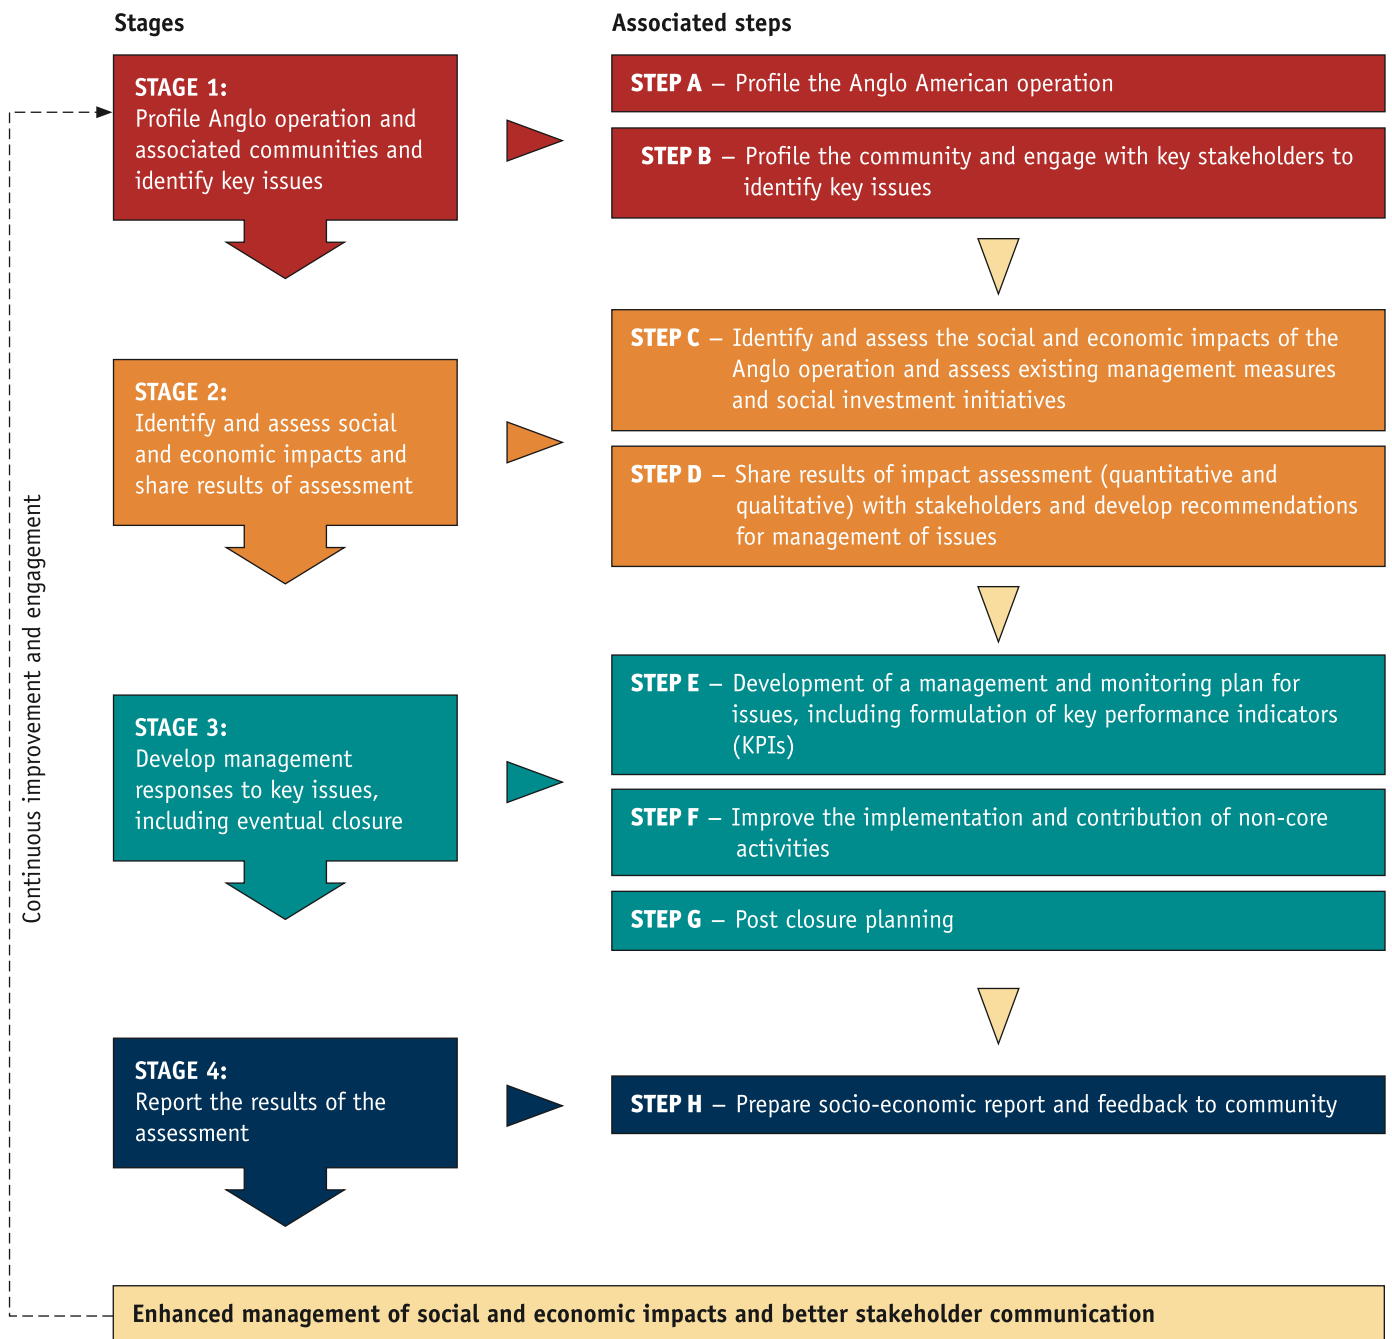 Stages
Associated steps
STAGE 1:
Profile Anglo operation and
associated communities and
identify key issues
STEP A – Profile the Anglo American operation
STEP B – Profile the community and engage with key stakeholders to
identify key issues
STAGE 2:
Identify and assess social
and economic impacts and
share results of assessment
STEP C – Identify and assess the social and economic impacts of the
Anglo operation and assess existing management measures
and social investment initiatives
STEP D – Share results of impact assessment (quantitative and
qualitative) with stakeholders and develop recommendations
for management of issues
STAGE 3:
Develop management
responses to key issues,
including eventual closure
STEP E – Development of a management and monitoring plan for
issues, including formulation of key performance indicators
(KPIs)
STEP F – Improve the implementation and contribution of non-core
activities
STEP G – Post closure planning
STAGE 4:
Report the results of the
assessment
STEP H – Prepare socio-economic report and feedback to community
Enhanced management of social and economic impacts and better stakeholder communication
Continuous improvement and engagement